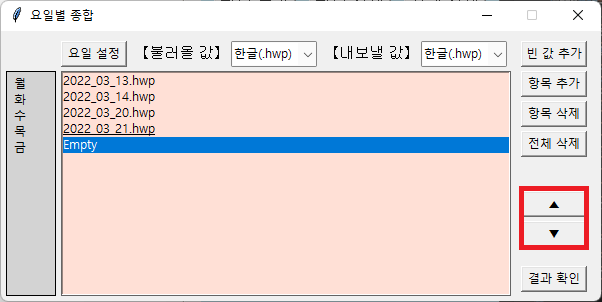 요일별 종합
요일 설정 【불러올 값】 한글(.hwp) 【내보낼 값】 한글(.hwp) 빈 값 추가
월
화
수
목
금
2022_03_13.hwp
2022_03_14.hwp
2022_03_20.hwp
2022_03_21.hwp
Empty
항목 추가
항목 삭제
전체 삭제
▲
▼
결과 확인